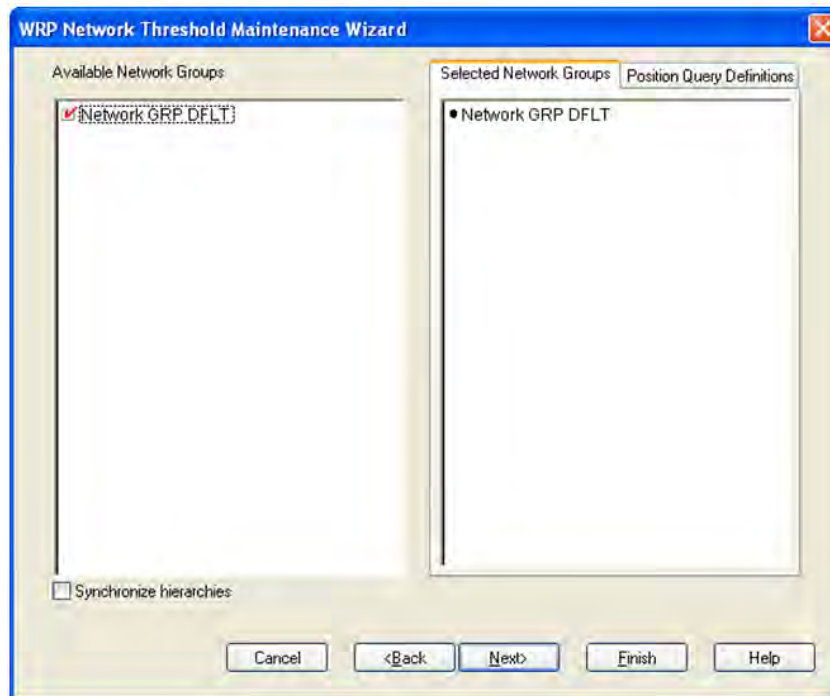 WRP Network Threshold Maintenance Wizard
Available Network Groups
Network GRP DFLT
Selected Network Groups
Position Query Definitions
Network GRP DFLT
Synchronize hierarchies
Cancel
<Back
Next>
Finish
Help